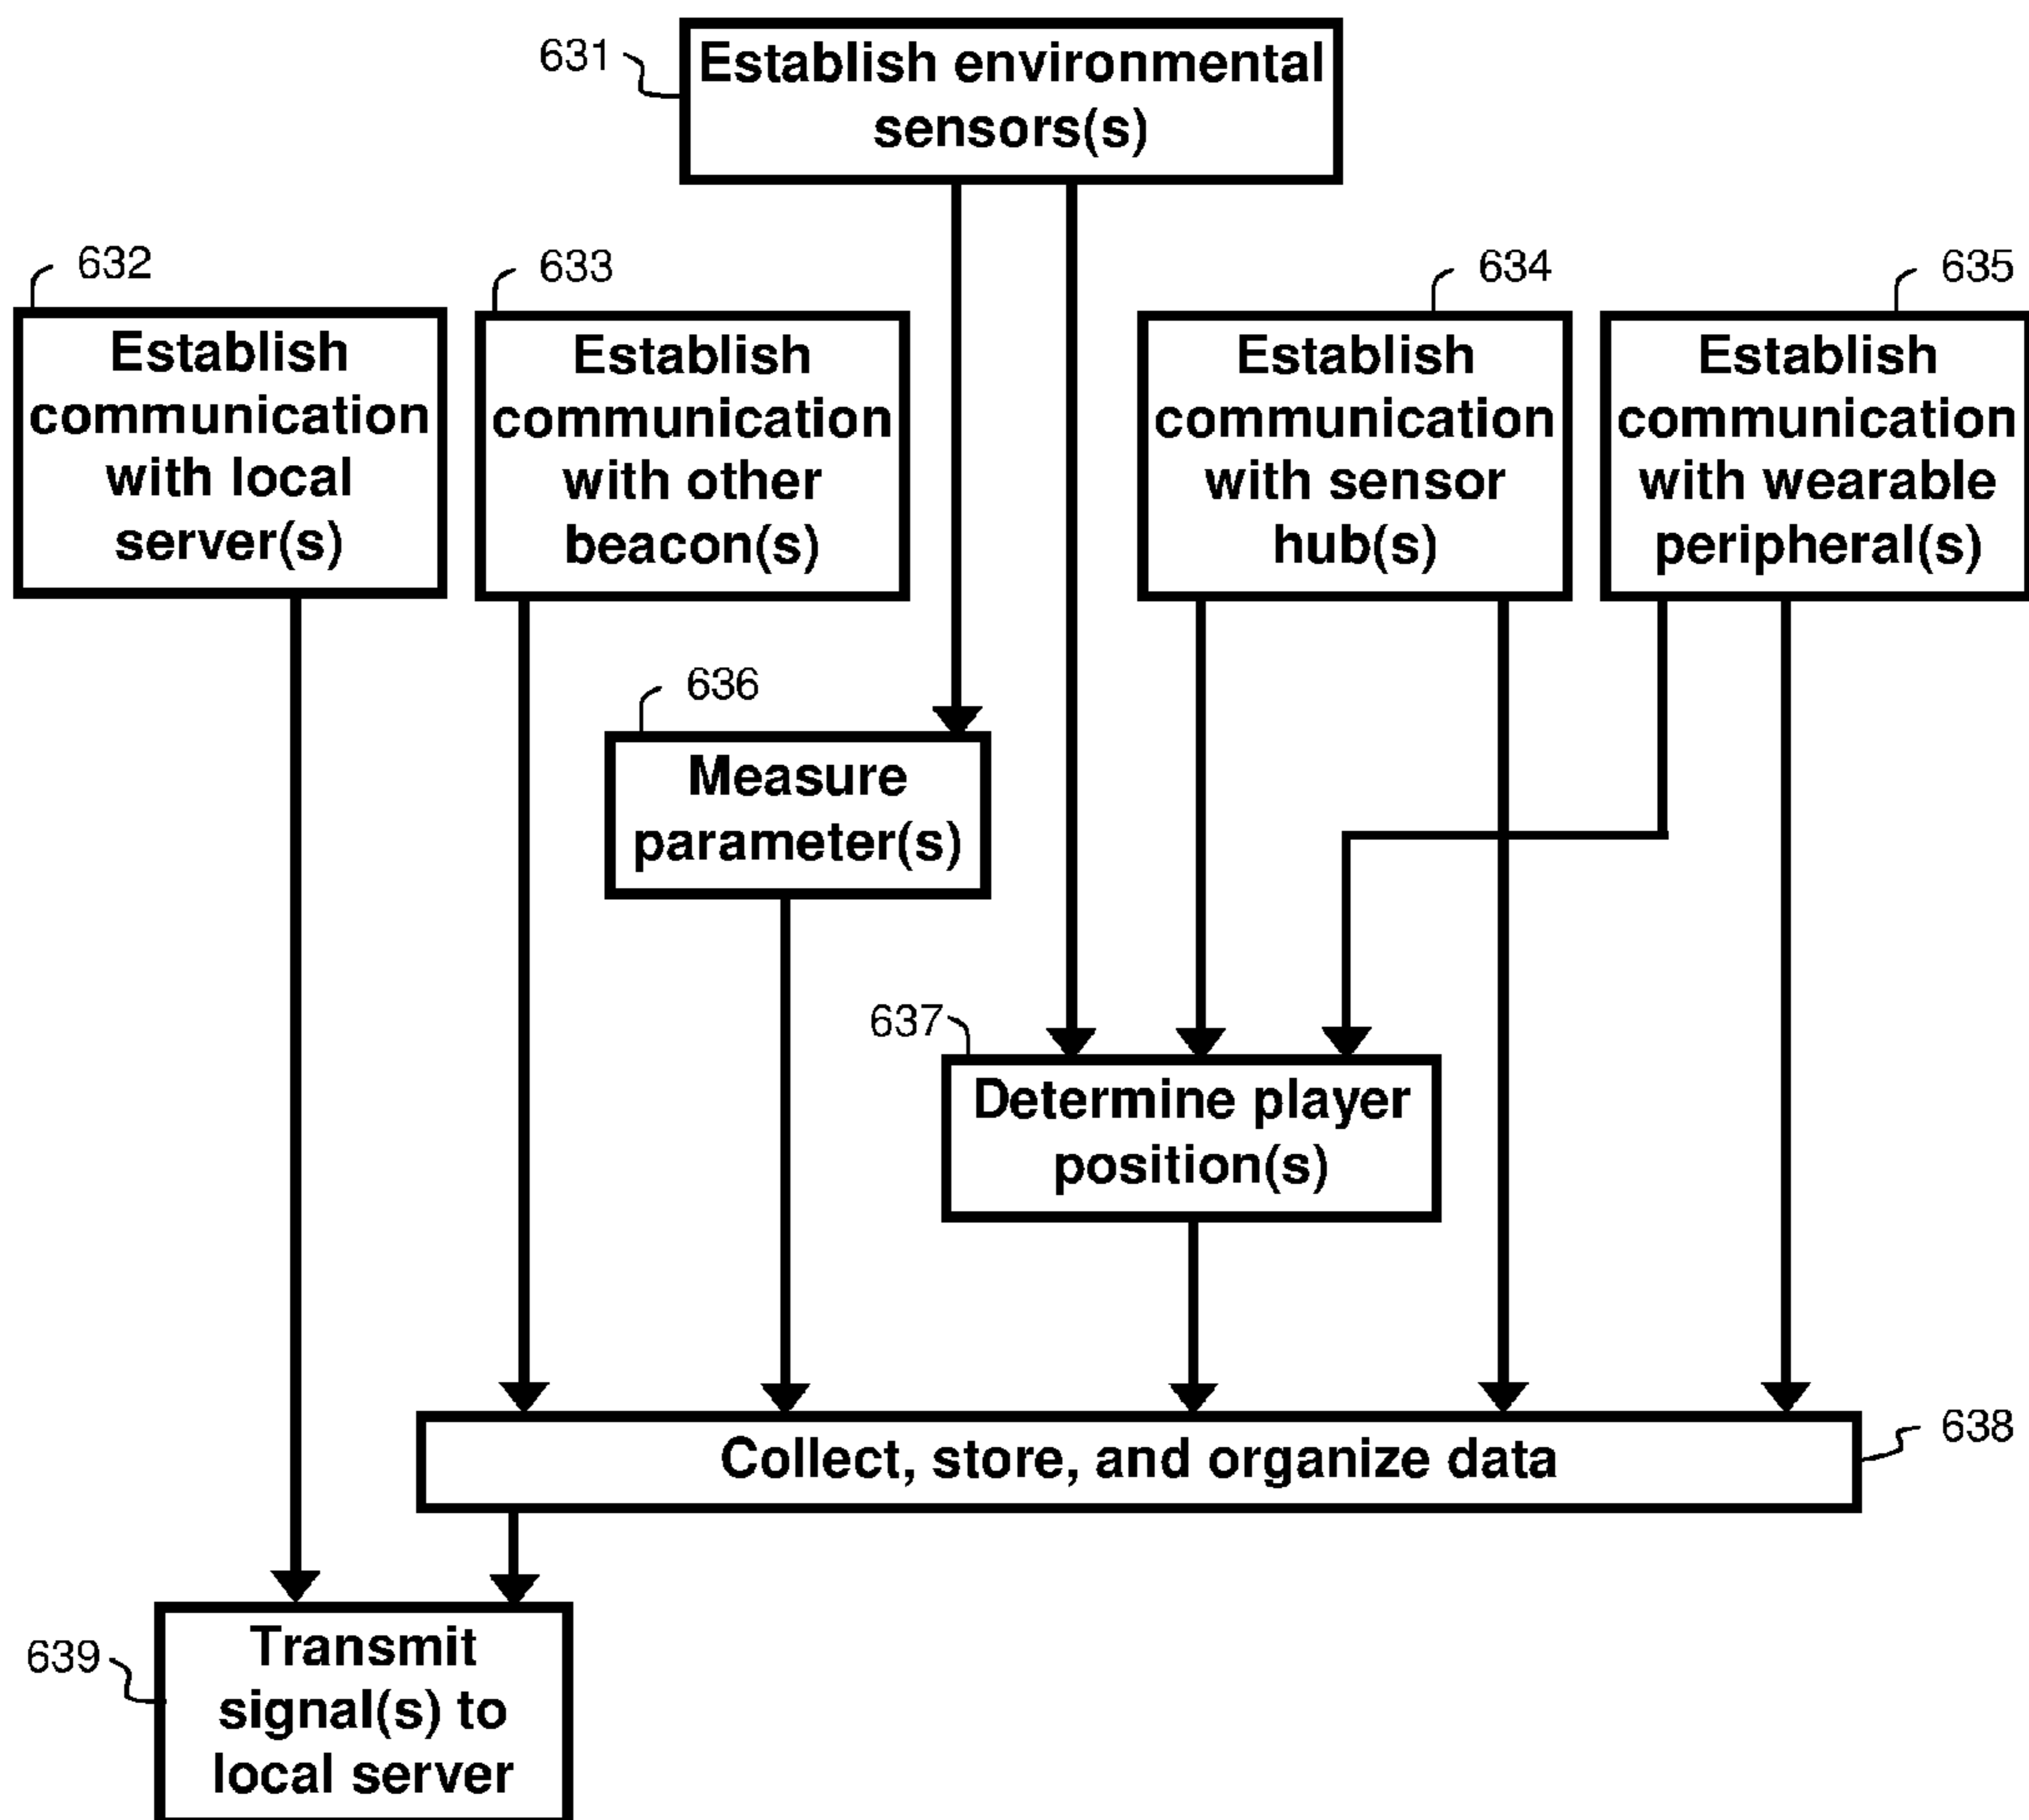 631
Establish environmental
sensors(s)
632
Establish
communication
with local
server(s)
633
Establish
communication
with other
beacon(s)
634
Establish
communication
with sensor
hub(s)
635
Establish
communication
with wearable
peripheral(s)
636
Measure
parameter(s)
637
Determine player
position(s)
Collect, store, and organize data
638
639
Transmit
signal(s) to
local server